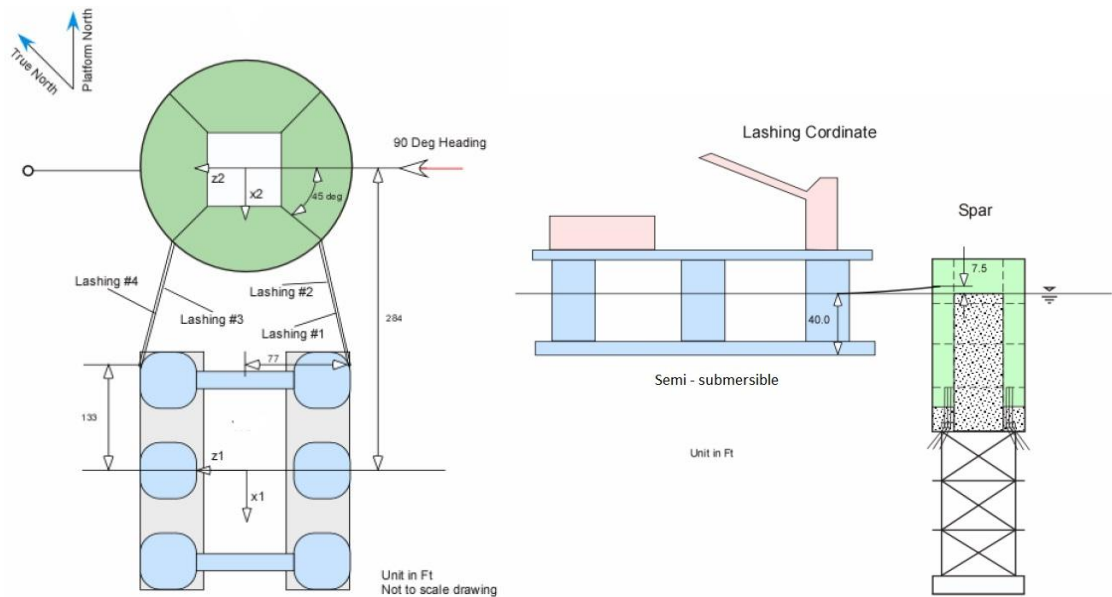 True North
Platform North
90 Deg Heading
z2
x2
45 deg
Lashing #4
Lashing #3
Lashing #2
Lashing #1
284
77
133
z1
x1
Unit in Ft
Not to scale drawing
Lashing Cordinate
Spar
7.5
40.0
Semi - submersible
Unit in Ft